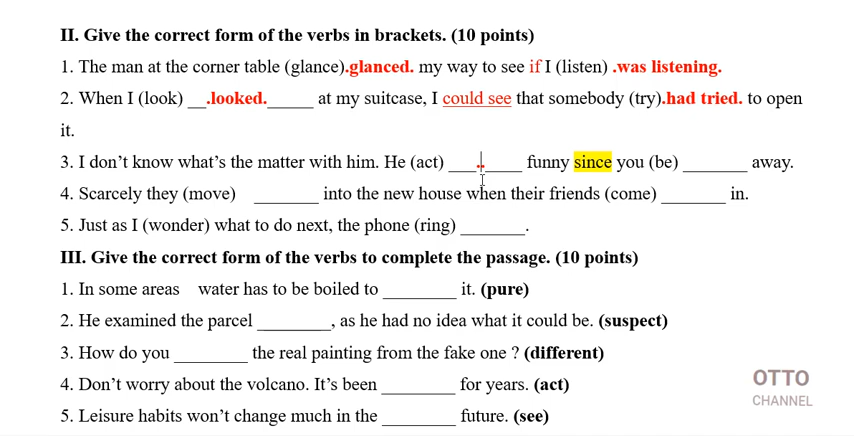 II. Give the correct form of the verbs in brackets. (10 points)
1. The man at the corner table (glance).glanced. my way to see if I (listen) .was listening.
2. When I (look) __.looked._____ at my suitcase, I could see that somebody (try).had tried. to open
it.
3. I don't know what's the matter with him. He (act) ___..____ funny since you (be) _______ away.
4. Scarcely they (move) _______ into the new house when their friends (come) _______ in.
5. Just as I (wonder) what to do next, the phone (ring) _______.
III. Give the correct form of the verbs to complete the passage. (10 points)
1. In some areas water has to be boiled to ________ it. (pure)
2. He examined the parcel ________, as he had no idea what it could be. (suspect)
3. How do you ________ the real painting from the fake one ? (different)
4. Don't worry about the volcano. It's been ________ for years. (act)
5. Leisure habits won't change much in the ________ future. (see)
OTTO
CHANNEL